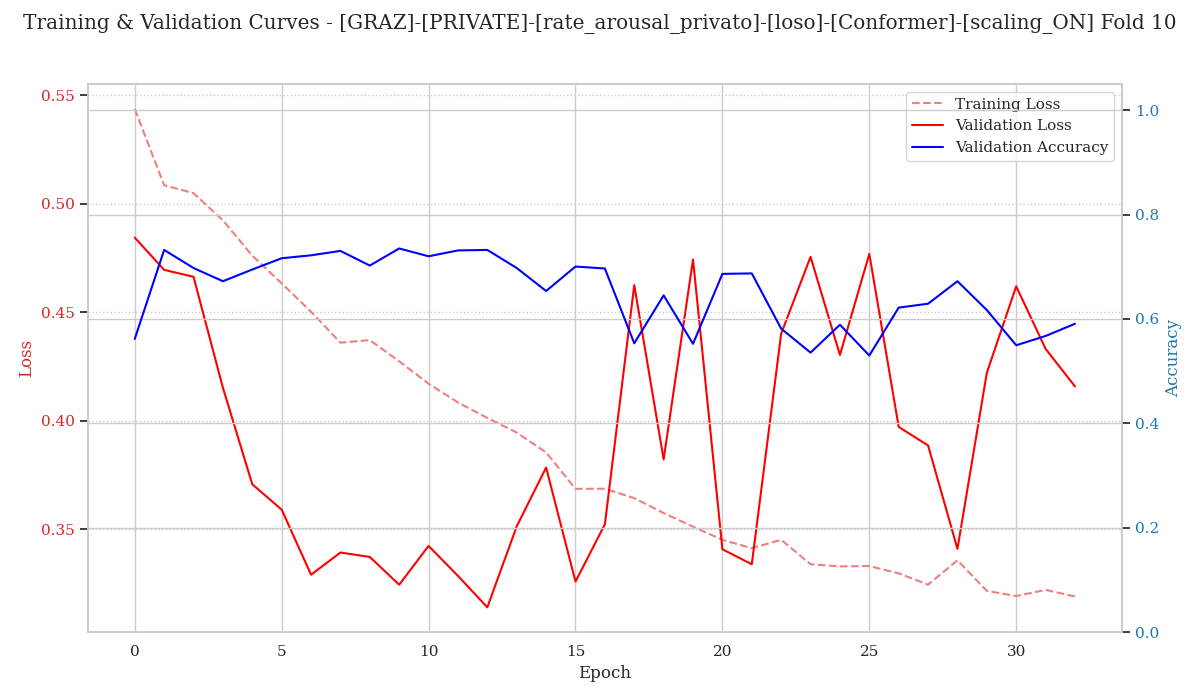 Training & Validation Curves - [GRAZ]-[PRIVATE]-[rate_arousal_privato]-[loso]-[Conformer]-[scaling_ON] Fold 10
Training Loss
Validation Loss
Validation Accuracy
0.55
0.50
0.45
0.40
0.35
Loss
1.0
0.8
0.6
0.4
0.2
0.0
Accuracy
0 5 10 15 20 25 30
Epoch